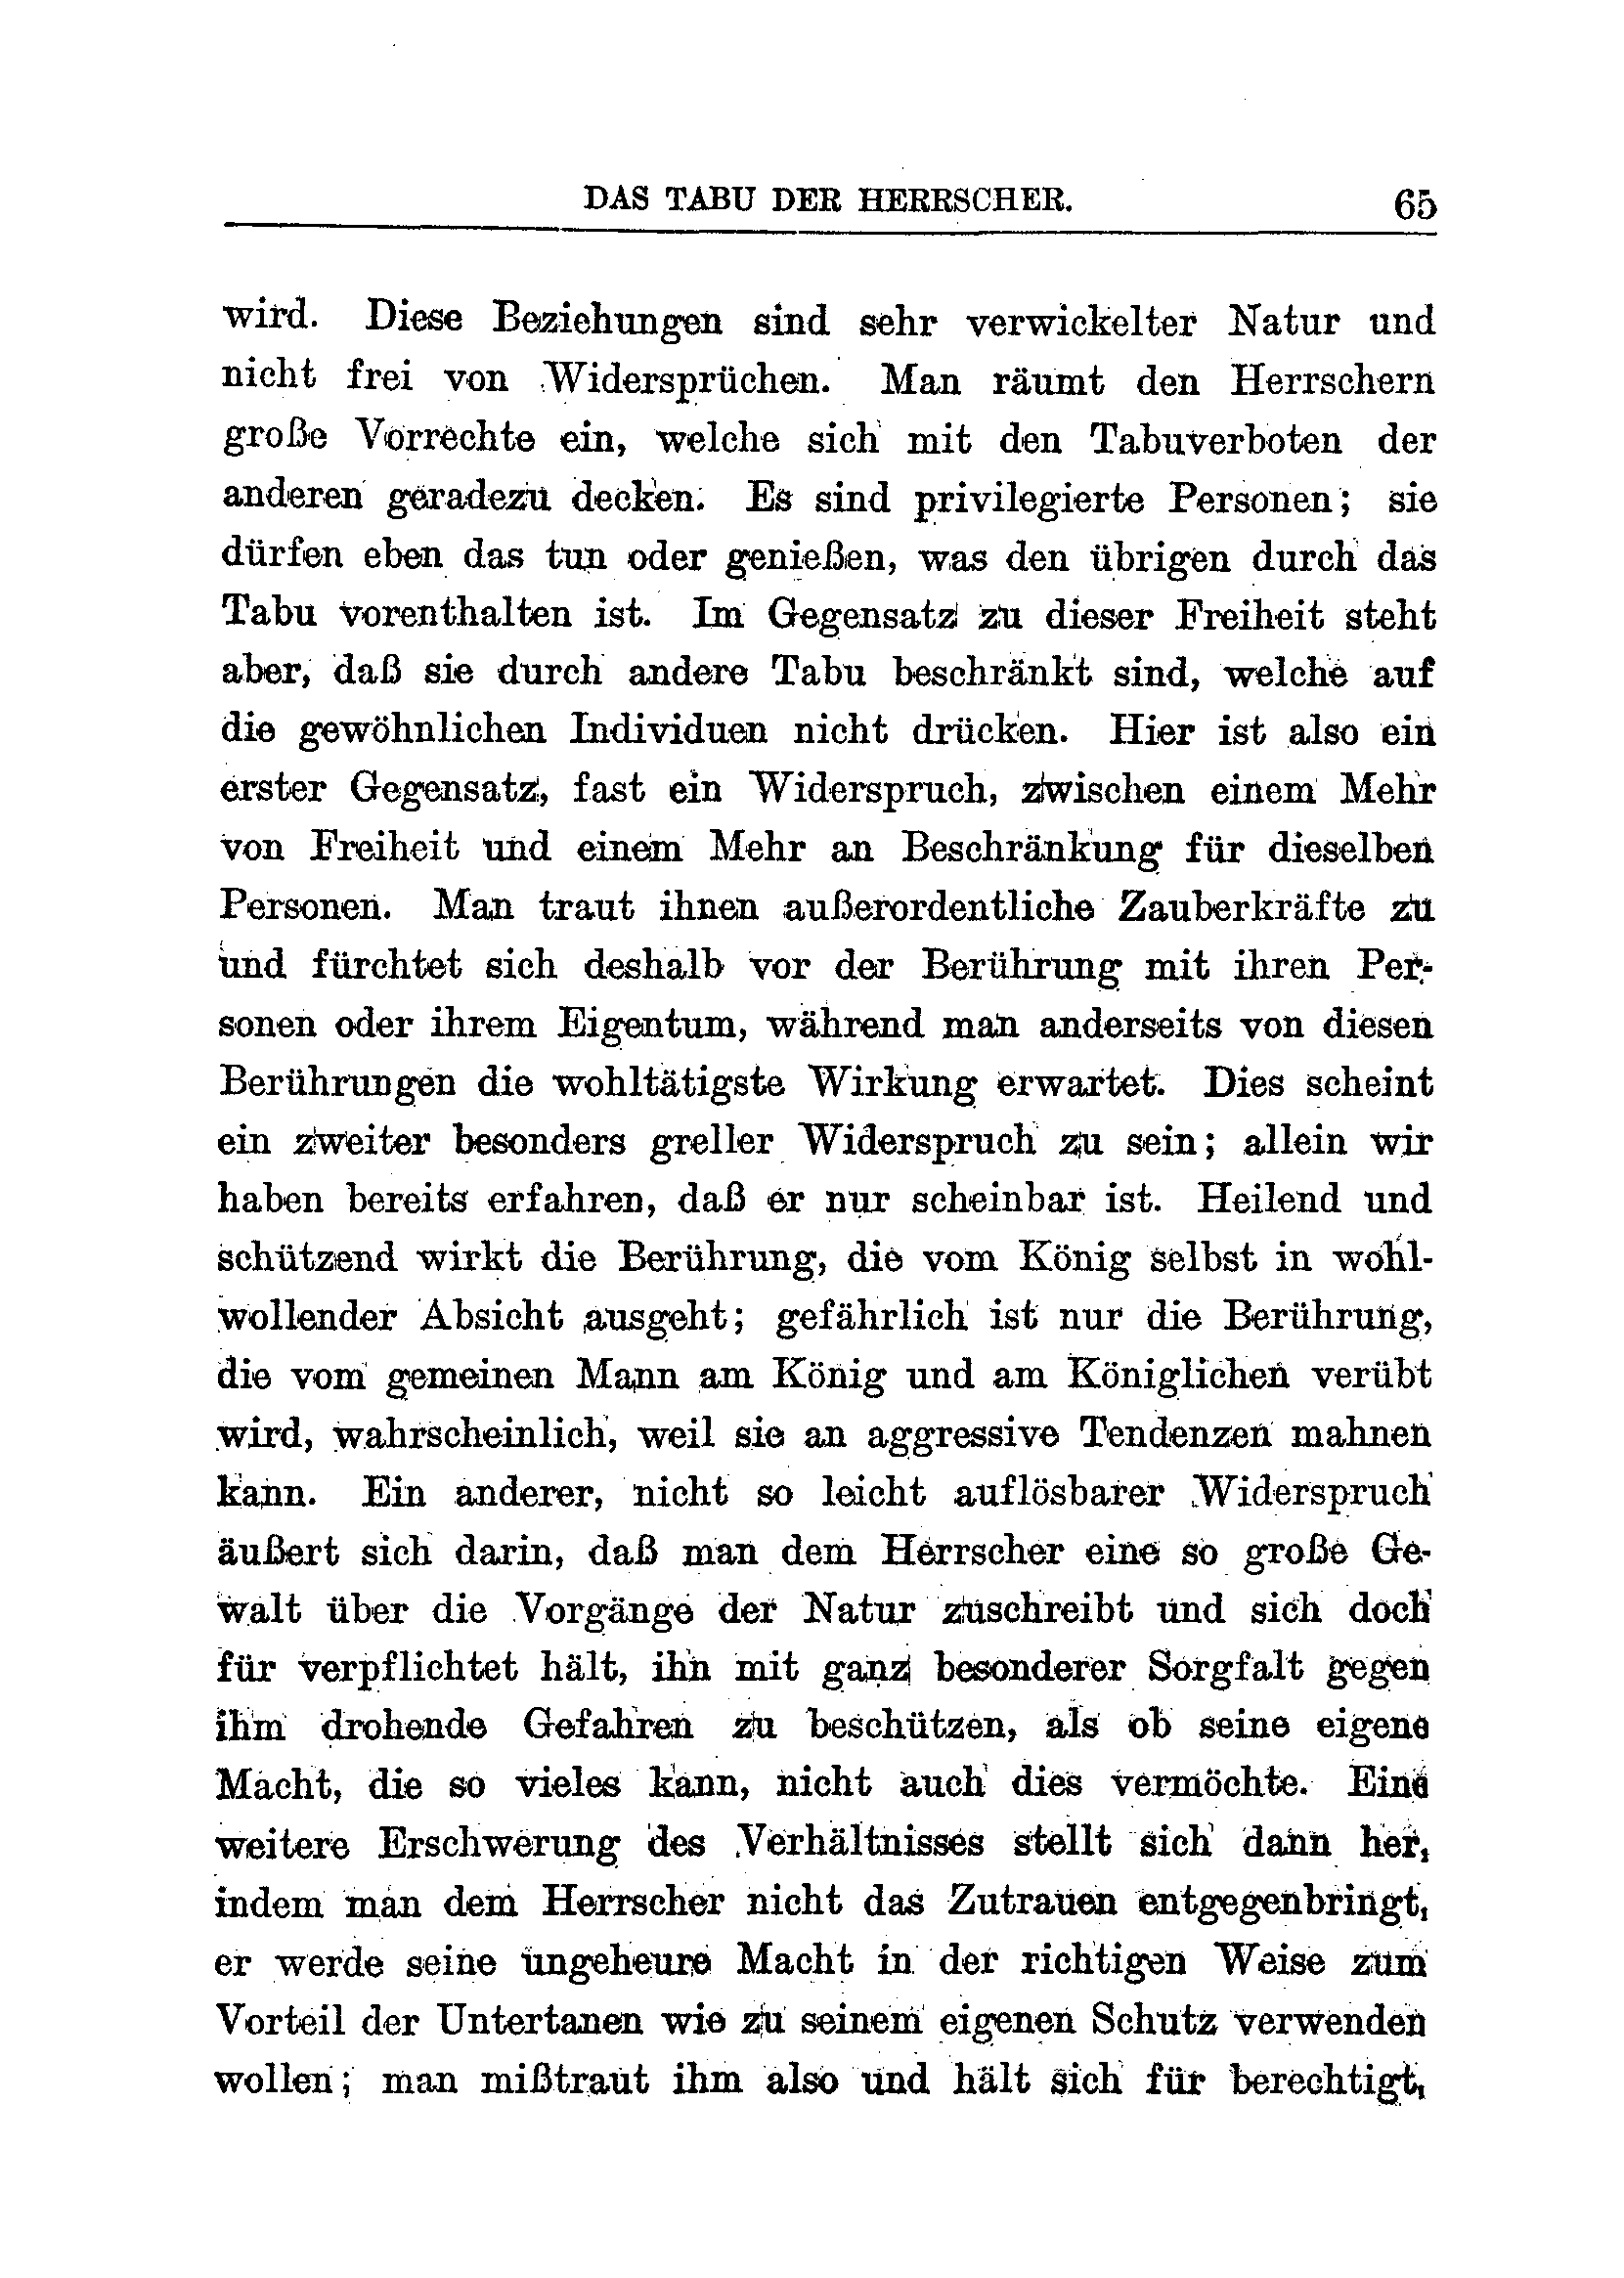 DAS TABU DER HERRSCHER. 65
wird. Diese Beziehungen sind sehr verwickelter Natur und
nicht frei von Widersprüchen. Man räumt den Herrschern
große Vorrechte ein, welche sich mit den Tabuverboten der
anderen geradezu decken. Es sind privilegierte Personen; sie
dürfen eben das tun oder genießen, was den übrigen durch das
Tabu vorenthalten ist. Im Gegensatz zu dieser Freiheit steht
aber, daß sie durch andere Tabu beschränkt sind, welche auf
die gewöhnlichen Individuen nicht drücken. Hier ist also ein
erster Gegensatz, fast ein Widerspruch, zwischen einem Mehr
von Freiheit und einem Mehr an Beschränkung für dieselben
Personen. Man traut ihnen außerordentliche Zauberkräfte zu
und fürchtet sich deshalb vor der Berührung mit ihren Per-
sonen oder ihrem Eigentum, während man anderseits von diesen
Berührungen die wohltätigste Wirkung erwartet. Dies scheint
ein zweiter besonders greller Widerspruch zu sein; allein wir
haben bereits erfahren, daß er nur scheinbar ist. Heilend und
schützend wirkt die Berührung, die vom König selbst in wohl-
wollender Absicht ausgeht; gefährlich ist nur die Berührung,
die vom gemeinen Mann am König und am Königlichen verübt
wird, wahrscheinlich, weil sie an aggressive Tendenzen mahnen
kann. Ein anderer, nicht so leicht auflösbarer Widerspruch
äußert sich darin, daß man dem Herrscher eine so große Ge-
walt über die Vorgänge der Natur zuschreibt und sich doch
für verpflichtet hält, ihn mit ganz besonderer Sorgfalt gegen
ihm drohende Gefahren zu beschützen, als ob seine eigene
Macht, die so vieles kann, nicht auch dies vermöchte. Eine
weitere Erschwerung des Verhältnisses stellt sich dann her,
indem man dem Herrscher nicht das Zutrauen entgegenbringt,
er werde seine ungeheure Macht in der richtigen Weise zum
Vorteil der Untertanen wie zu seinem eigenen Schutz verwenden
wollen; man mißtraut ihm also und hält sich für berechtigt,